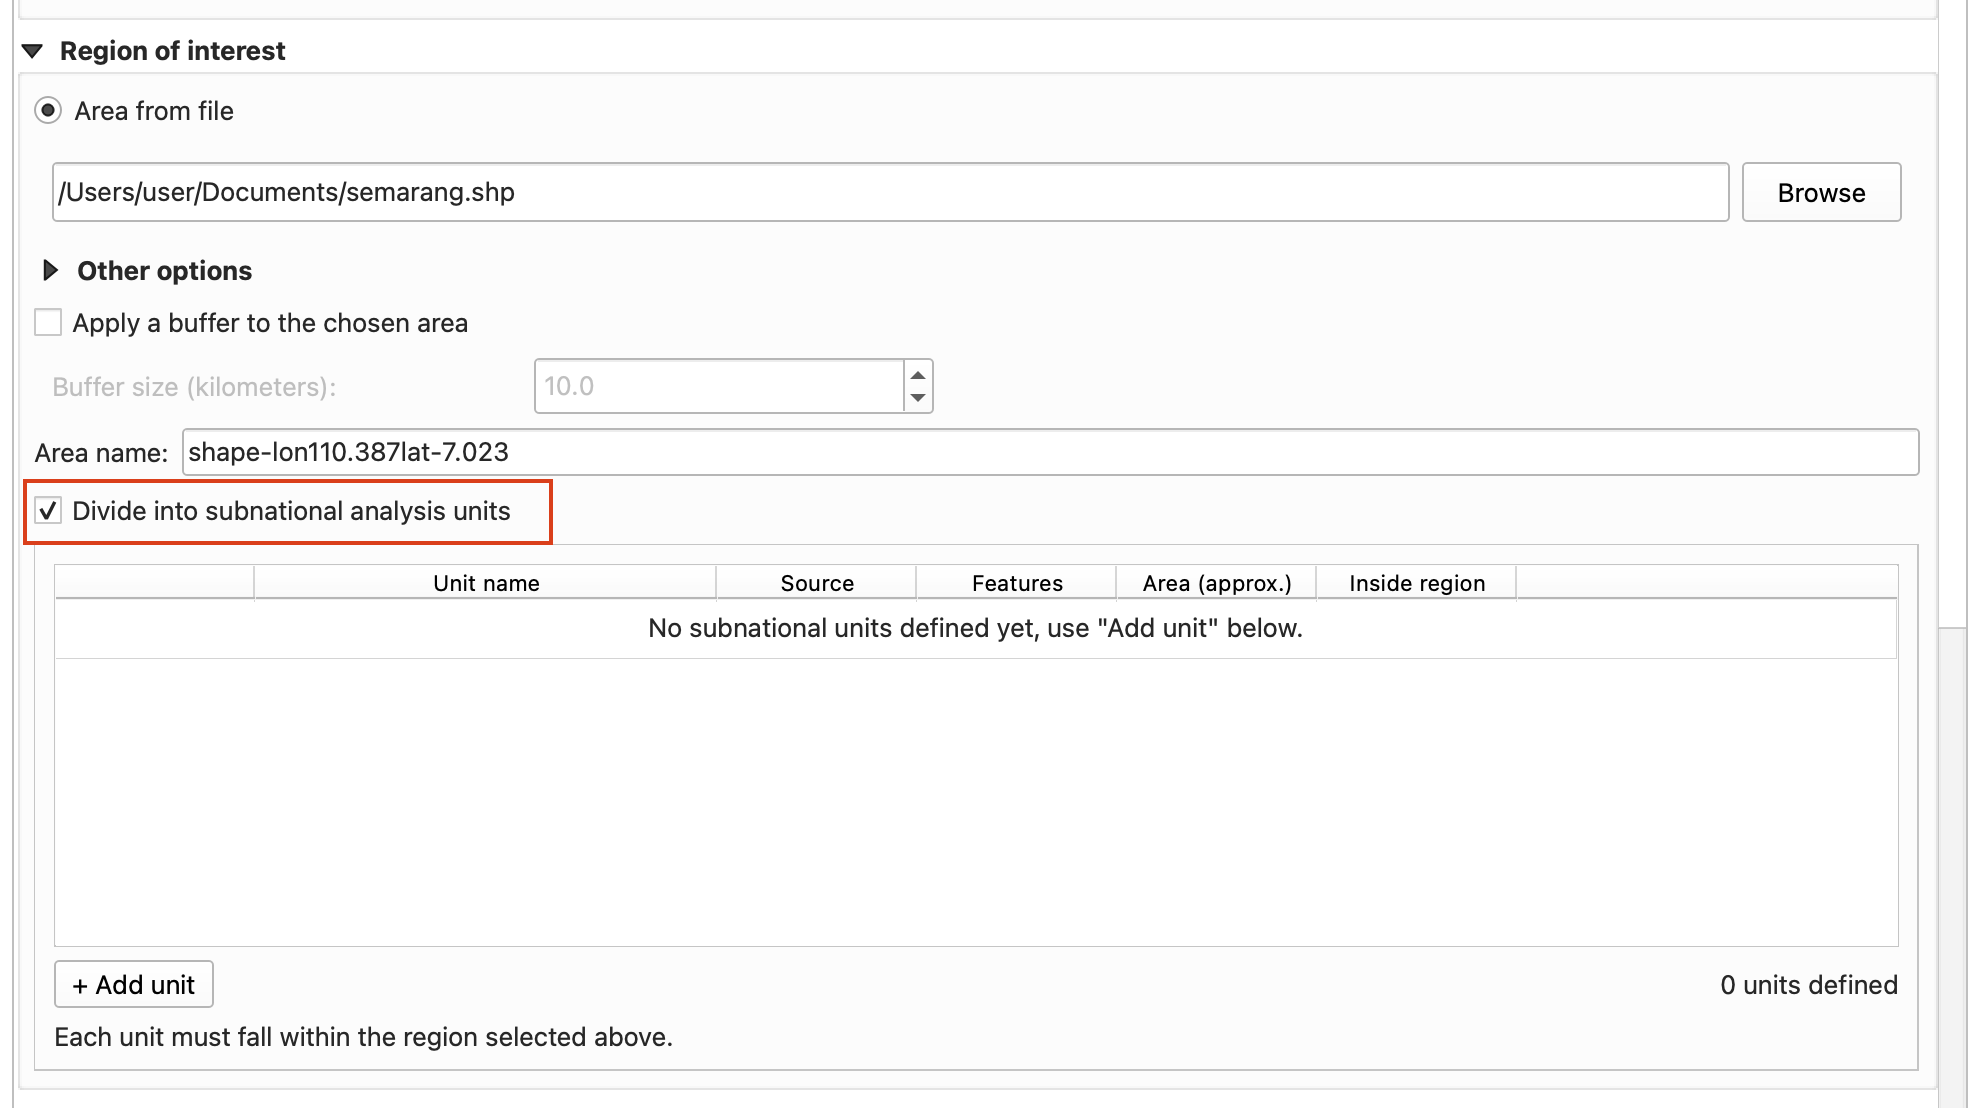 Region of interest
Area from file
/Users/user/Documents/semarang.shp
Browse
Other options
Apply a buffer to the chosen area
Buffer size (kilometers):
10.0
Area name:
shape-lon110.387lat-7.023
Divide into subnational analysis units
Unit name Source Features Area (approx.) Inside region
No subnational units defined yet, use "Add unit" below.
+ Add unit
0 units defined
Each unit must fall within the region selected above.